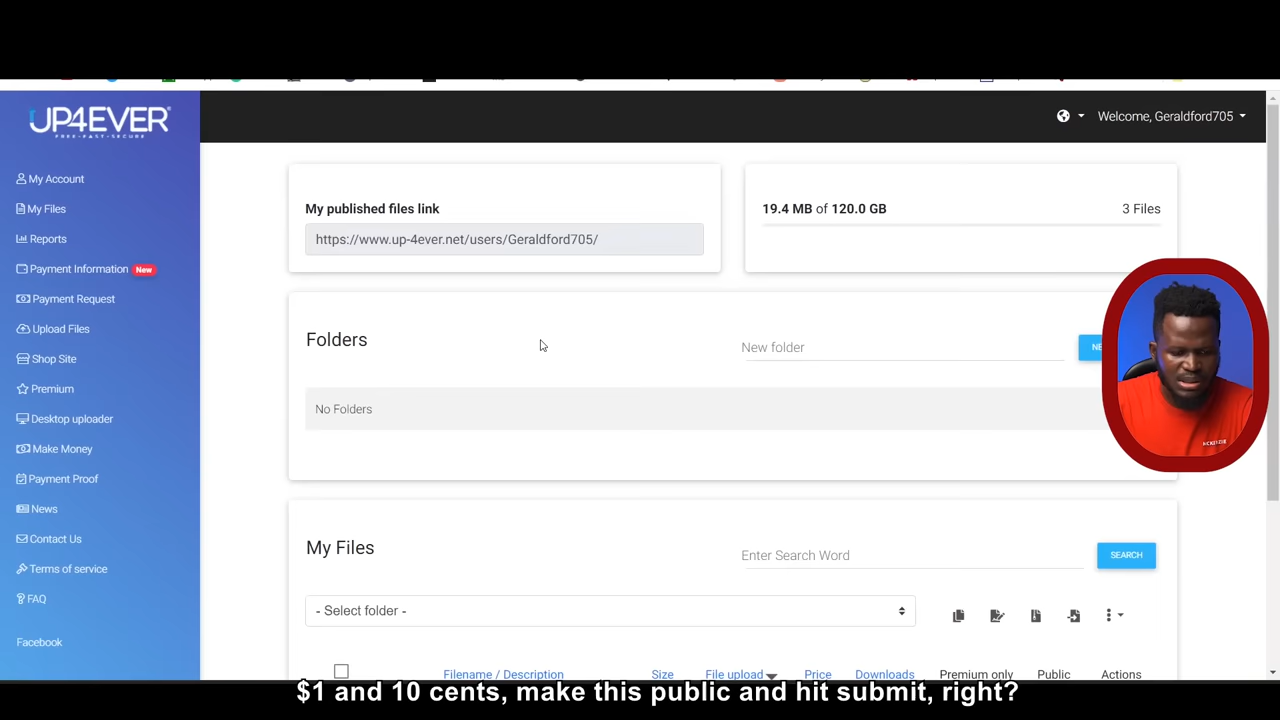 UP4EVER
FREE-FAST-SECURE
Welcome, Geraldford705
My Account
My Files
Reports
Payment Information New
Payment Request
Upload Files
Shop Site
Premium
Desktop uploader
Make Money
Payment Proof
News
Contact Us
Terms of service
FAQ
Facebook
My published files link
https://www.up-4ever.net/users/Geraldford705/
19.4 MB of 120.0 GB
3 Files
Folders
New folder
No Folders
My Files
Enter Search Word
SEARCH
- Select folder -
Filename / Description Size File upload Price Downloads Premium only Public Actions
$1 and 10 cents, make this public and hit submit, right?